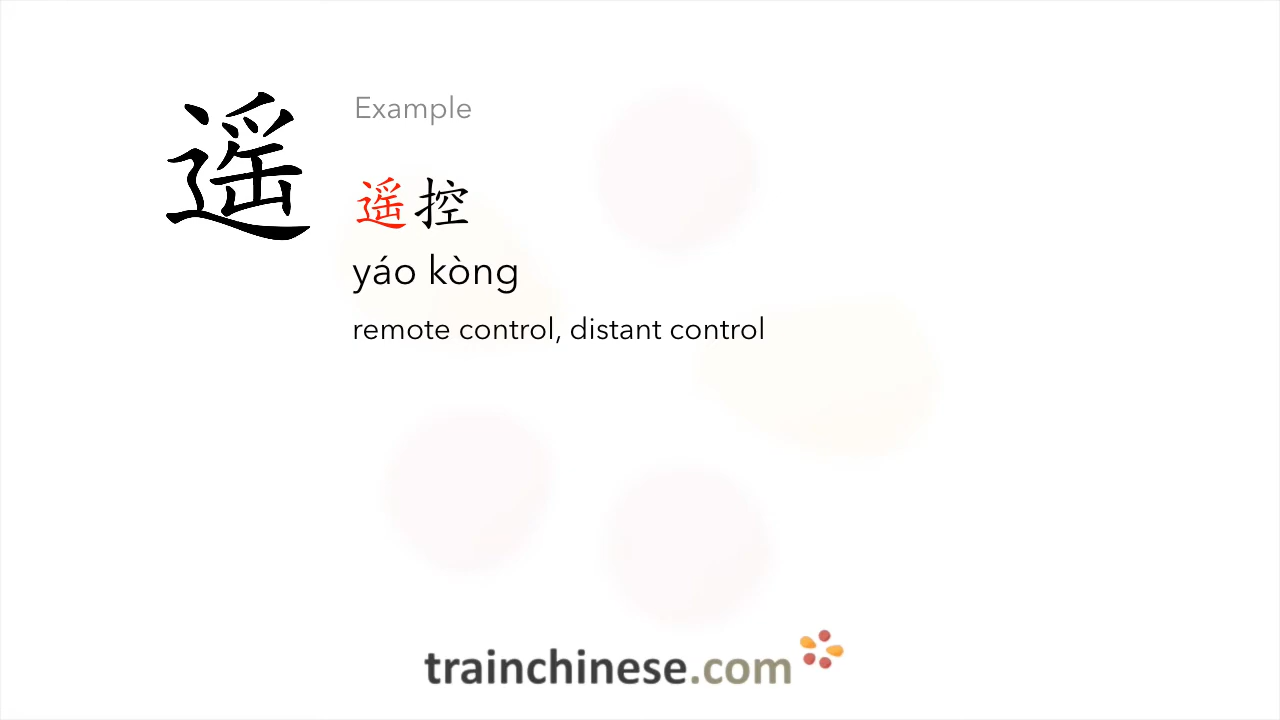 遥
Example
遥控
yáo kòng
remote control, distant control
trainchinese.com